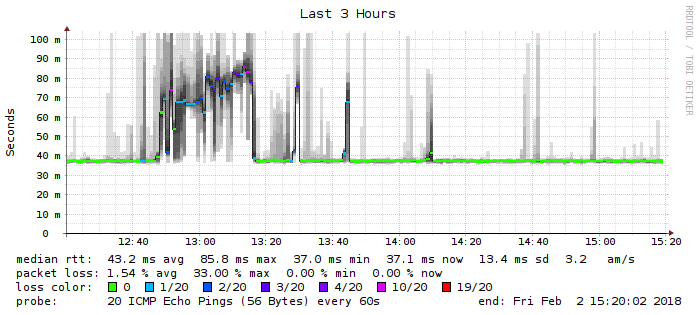 Last 3 Hours
RRDTOOL / TOBI OETIKER
Seconds
100 m
90 m
80 m
70 m
60 m
50 m
40 m
30 m
20 m
10 m
0
12:40 13:00 13:20 13:40 14:00 14:20 14:40 15:00 15:20
median rtt: 43.2 ms avg 85.8 ms max 37.0 ms min 37.1 ms now 13.4 ms sd 3.2 am/s
packet loss: 1.54 % avg 33.00 % max 0.00 % min 0.00 % now
loss color: 0 1/20 2/20 3/20 4/20 10/20 19/20
probe: 20 ICMP Echo Pings (56 Bytes) every 60s end: Fri Feb 2 15:20:02 2018